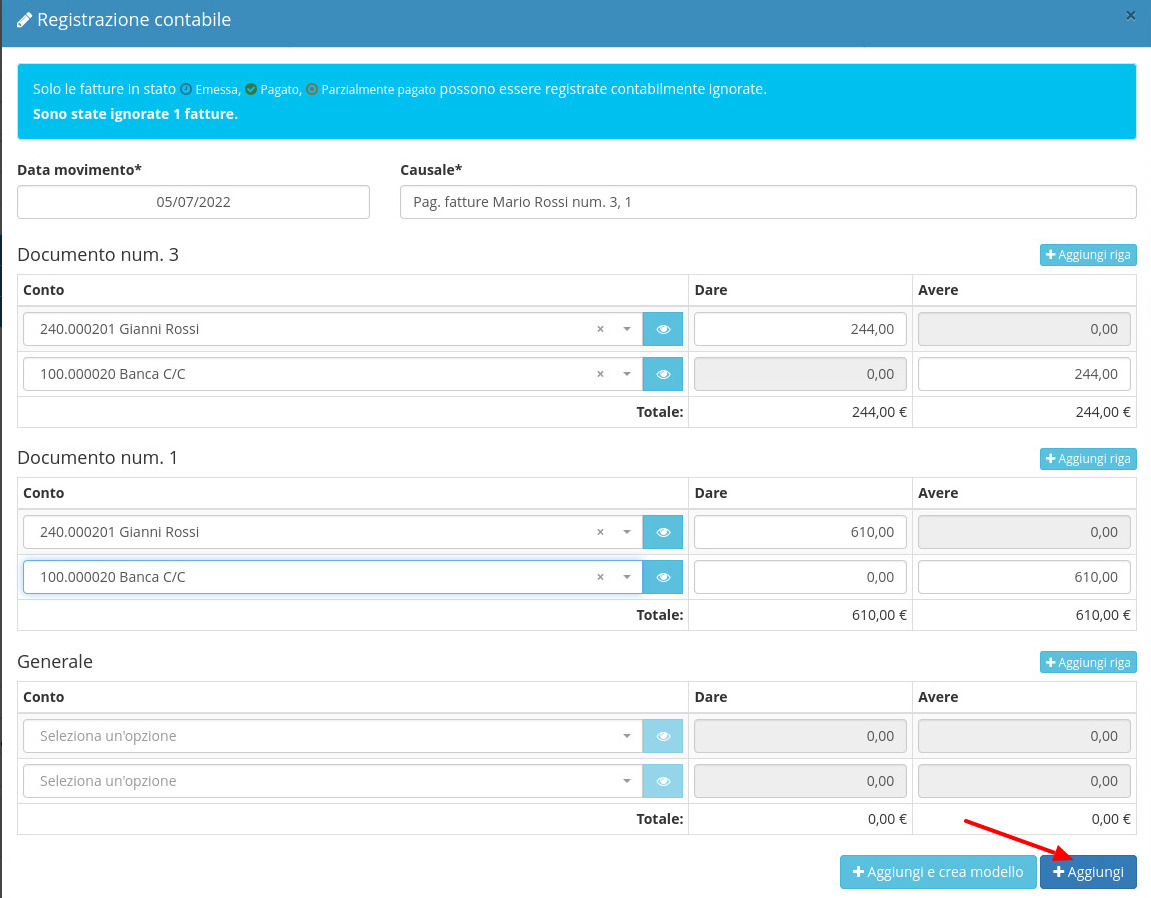 Registrazione contabile ×
Solo le fatture in stato Emessa, Pagato, Parzialmente pagato possono essere registrate contabilmente ignorate.
Sono state ignorate 1 fatture.
Data movimento* Causale*
05/07/2022 Pag. fatture Mario Rossi num. 3, 1
Documento num. 3 + Aggiungi riga
Conto Dare Avere
240.000201 Gianni Rossi × 244,00 0,00
100.000020 Banca C/C × 0,00 244,00
Totale: 244,00 € 244,00 €
Documento num. 1 + Aggiungi riga
Conto Dare Avere
240.000201 Gianni Rossi × 610,00 0,00
100.000020 Banca C/C × 0,00 610,00
Totale: 610,00 € 610,00 €
Generale + Aggiungi riga
Conto Dare Avere
Seleziona un'opzione 0,00 0,00
Seleziona un'opzione 0,00 0,00
Totale: 0,00 € 0,00 €
+ Aggiungi e crea modello + Aggiungi